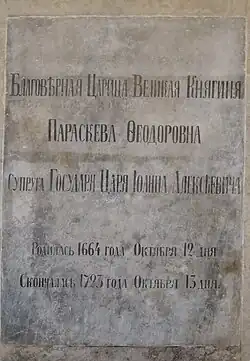 Благовѣрная Царица Великая Княгиня
Параскева Ѳеодоровна
Супруга Государя Царя Іоанна Алексѣевича
Родилась 1664 года Октября 12 дня
Скончалась 1723 года Октября 13 дня.